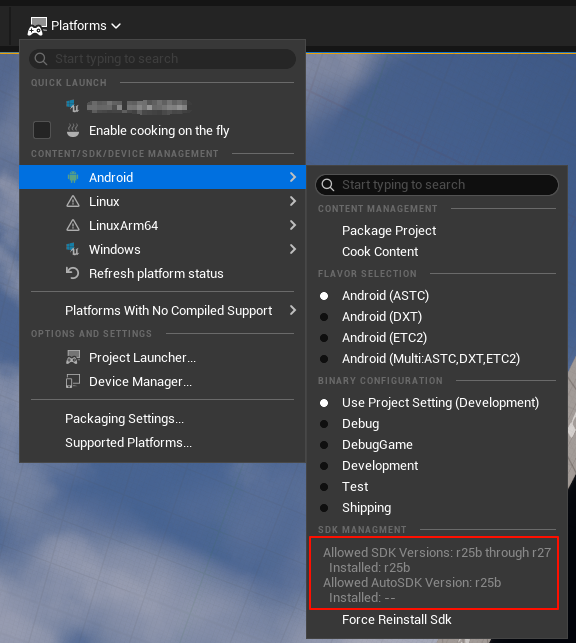 Platforms
Start typing to search
QUICK LAUNCH
Enable cooking on the fly
CONTENT/SDK/DEVICE MANAGEMENT
Android
Linux
LinuxArm64
Windows
Refresh platform status
Platforms With No Compiled Support
OPTIONS AND SETTINGS
Project Launcher...
Device Manager...
Packaging Settings...
Supported Platforms...
Start typing to search
CONTENT MANAGEMENT
Package Project
Cook Content
FLAVOR SELECTION
Android (ASTC)
Android (DXT)
Android (ETC2)
Android (Multi:ASTC,DXT,ETC2)
BINARY CONFIGURATION
Use Project Setting (Development)
Debug
DebugGame
Development
Test
Shipping
SDK MANAGMENT
Allowed SDK Versions: r25b through r27
Installed: r25b
Allowed AutoSDK Version: r25b
Installed: --
Force Reinstall Sdk